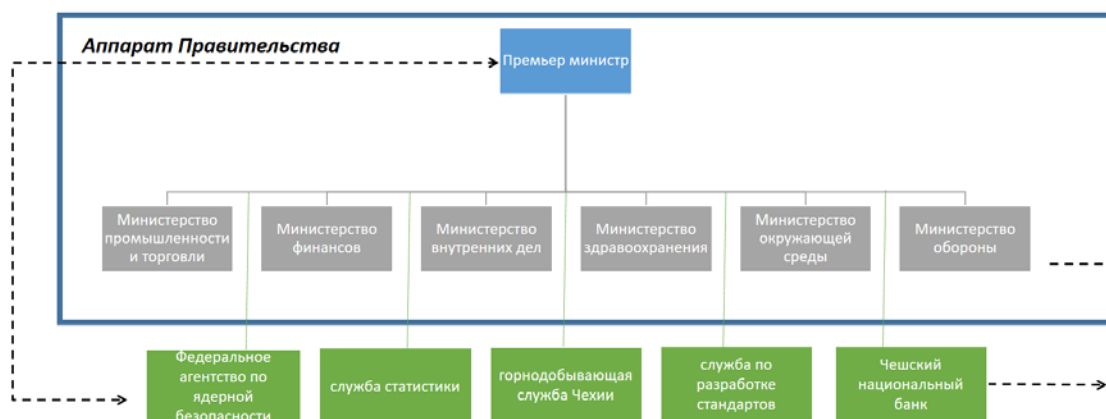 Аппарат Правительства
Премьер министр
Министерство
промышленности
и торговли
Министерство
финансов
Министерство
внутренних дел
Министерство
здравоохранения
Министерство
окружающей
среды
Министерство
обороны
Федеральное
агентство по
ядерной
безопасности
служба статистики
горнодобывающая
служба Чехии
служба по
разработке
стандартов
Чешский
национальный
банк